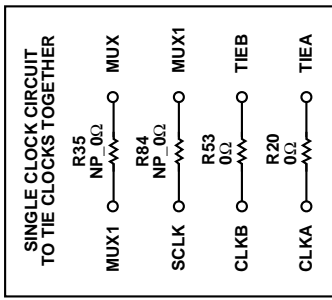 SINGLE CLOCK CIRCUIT
TO TIE CLOCKS TOGETHER
R35
NP_0Ω
MUX1 MUX
R84
NP_0Ω
SCLK MUX1
R53
0Ω
CLKB TIEB
R20
0Ω
CLKA TIEA